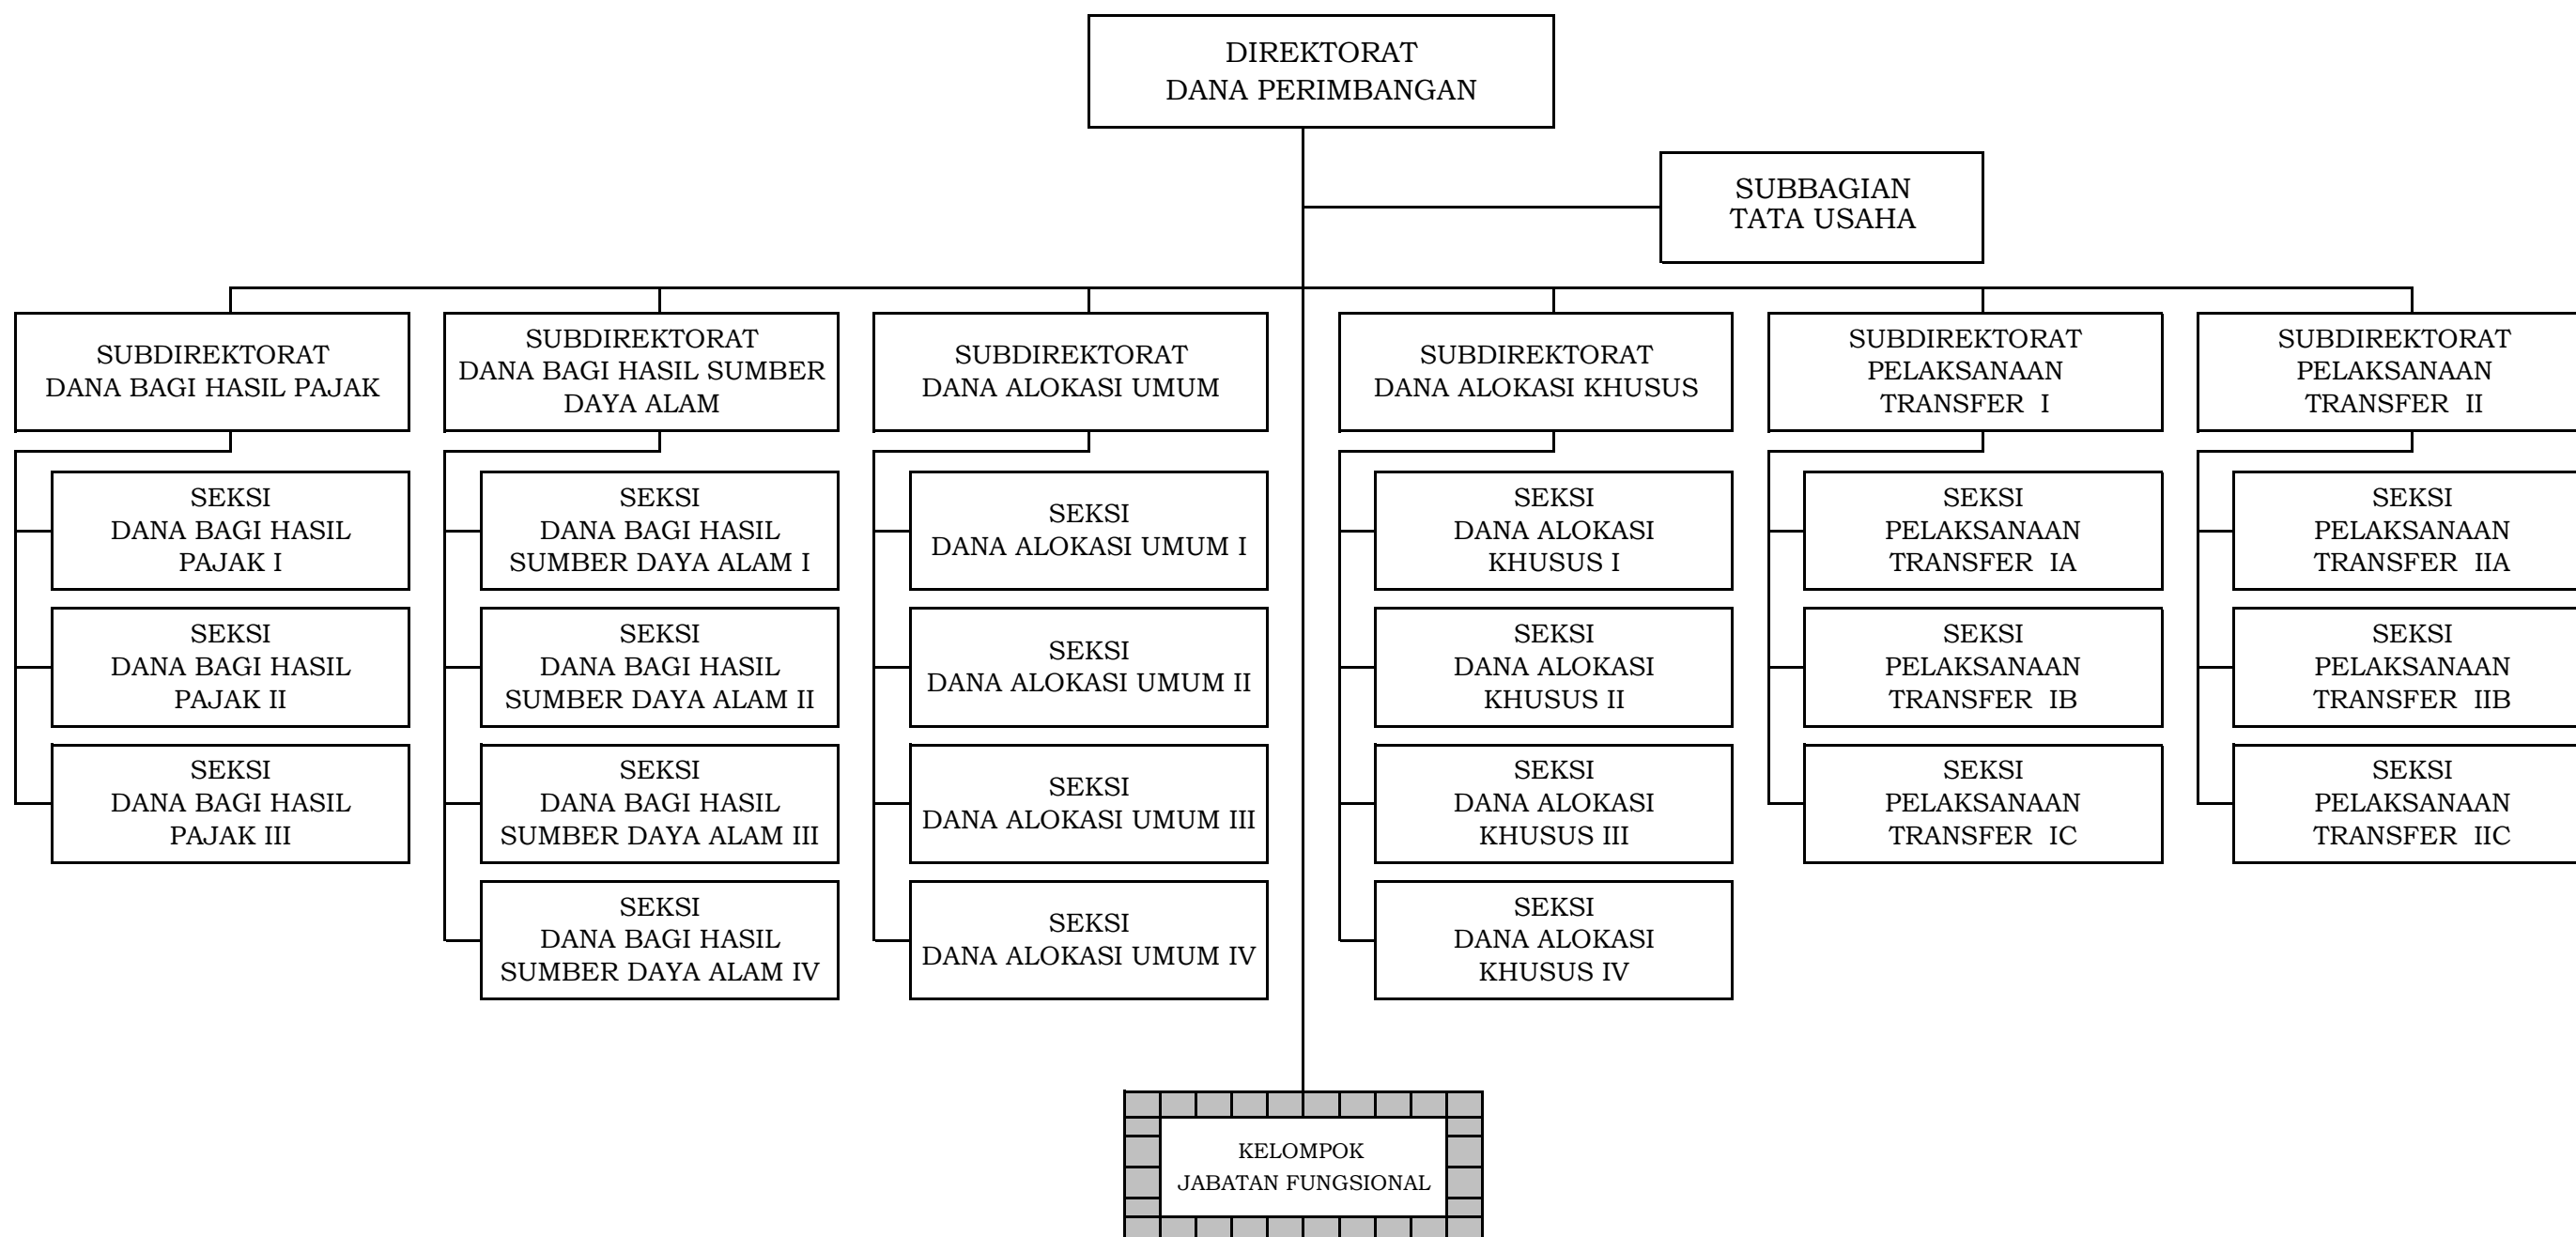 DIREKTORAT
DANA PERIMBANGAN
SUBBAGIAN
TATA USAHA
SUBDIREKTORAT
DANA BAGI HASIL PAJAK
SUBDIREKTORAT
DANA BAGI HASIL SUMBER
DAYA ALAM
SUBDIREKTORAT
DANA ALOKASI UMUM
SUBDIREKTORAT
DANA ALOKASI KHUSUS
SUBDIREKTORAT
PELAKSANAAN
TRANSFER I
SUBDIREKTORAT
PELAKSANAAN
TRANSFER II
SEKSI
DANA BAGI HASIL
PAJAK I
SEKSI
DANA BAGI HASIL
SUMBER DAYA ALAM I
SEKSI
DANA ALOKASI UMUM I
SEKSI
DANA ALOKASI
KHUSUS I
SEKSI
PELAKSANAAN
TRANSFER IA
SEKSI
PELAKSANAAN
TRANSFER IIA
SEKSI
DANA BAGI HASIL
PAJAK II
SEKSI
DANA BAGI HASIL
SUMBER DAYA ALAM II
SEKSI
DANA ALOKASI UMUM II
SEKSI
DANA ALOKASI
KHUSUS II
SEKSI
PELAKSANAAN
TRANSFER IB
SEKSI
PELAKSANAAN
TRANSFER IIB
SEKSI
DANA BAGI HASIL
PAJAK III
SEKSI
DANA BAGI HASIL
SUMBER DAYA ALAM III
SEKSI
DANA ALOKASI UMUM III
SEKSI
DANA ALOKASI
KHUSUS III
SEKSI
PELAKSANAAN
TRANSFER IC
SEKSI
PELAKSANAAN
TRANSFER IIC
SEKSI
DANA BAGI HASIL
SUMBER DAYA ALAM IV
SEKSI
DANA ALOKASI UMUM IV
SEKSI
DANA ALOKASI
KHUSUS IV
KELOMPOK
JABATAN FUNGSIONAL